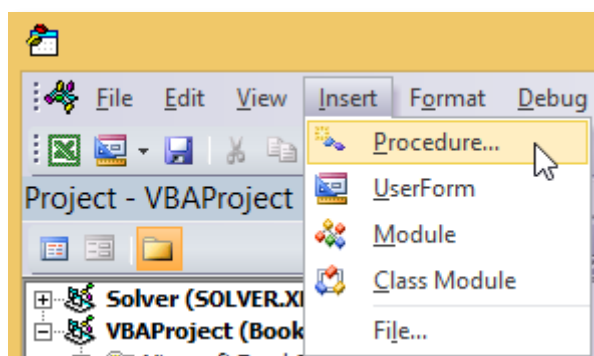 File Edit View Insert Format Debug
Procedure...
Project - VBAProject
UserForm
Module
Class Module
Solver (SOLVER.XL
VBAProject (Book
File...